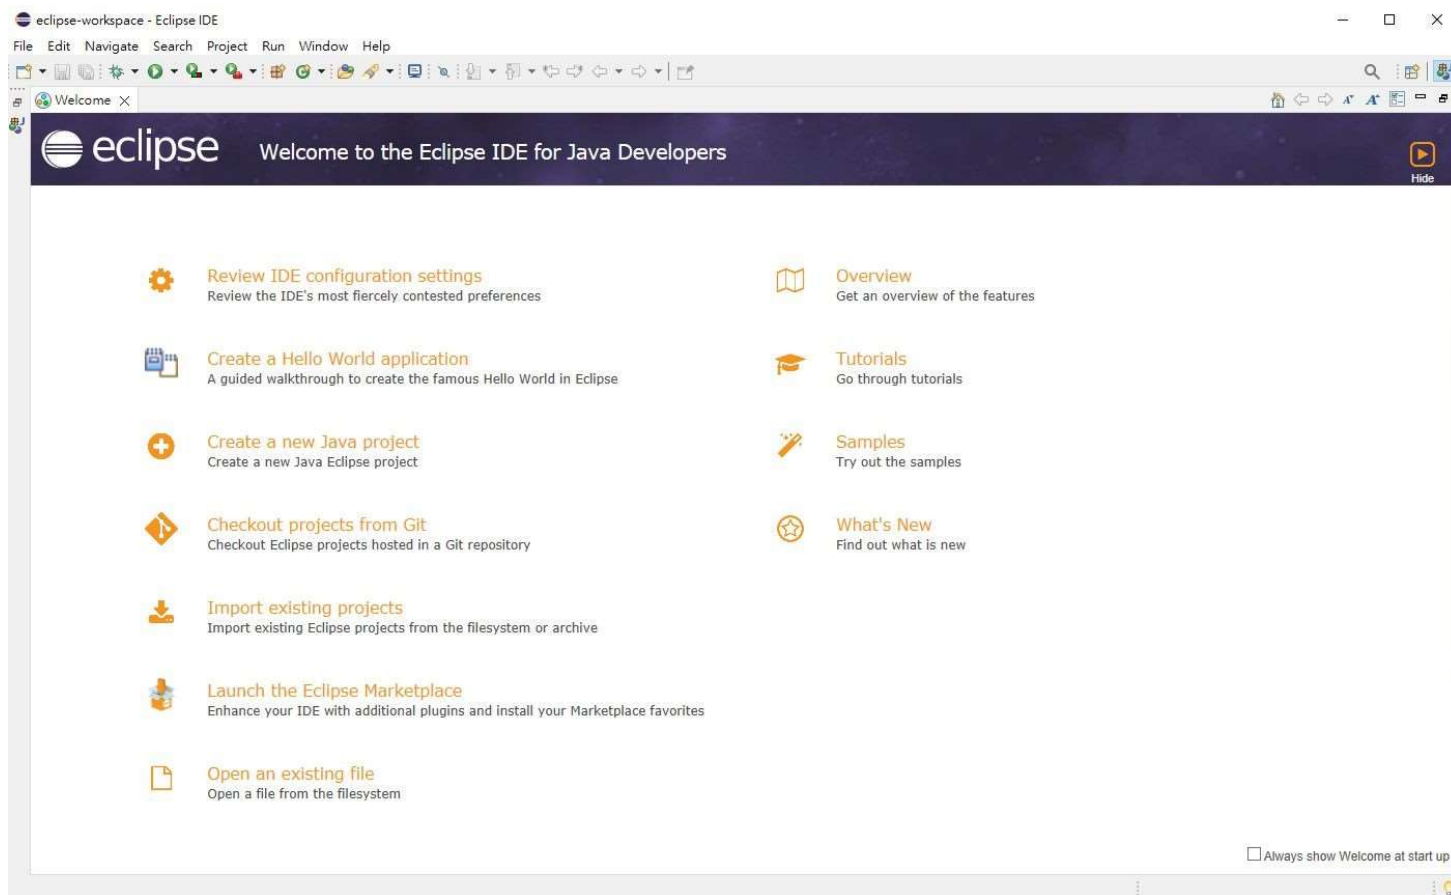 eclipse-workspace - Eclipse IDE
File Edit Navigate Search Project Run Window Help
Welcome
eclipse Welcome to the Eclipse IDE for Java Developers
Hide
Review IDE configuration settings
Review the IDE's most fiercely contested preferences
Create a Hello World application
A guided walkthrough to create the famous Hello World in Eclipse
Create a new Java project
Create a new Java Eclipse project
Checkout projects from Git
Checkout Eclipse projects hosted in a Git repository
Import existing projects
Import existing Eclipse projects from the filesystem or archive
Launch the Eclipse Marketplace
Enhance your IDE with additional plugins and install your Marketplace favorites
Open an existing file
Open a file from the filesystem
Overview
Get an overview of the features
Tutorials
Go through tutorials
Samples
Try out the samples
What's New
Find out what is new
Always show Welcome at start up